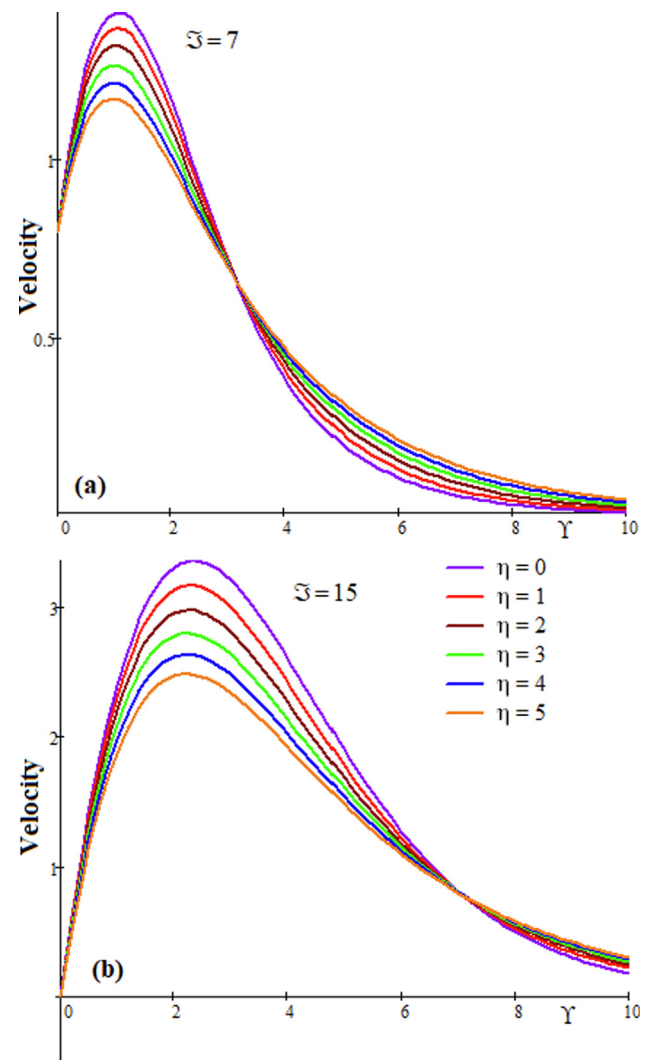 ℑ = 7
1
0.5
Velocity
(a)
0 2 4 6 8 10
ϒ
ℑ = 15
η = 0
η = 1
η = 2
η = 3
η = 4
η = 5
3
2
1
Velocity
(b)
0 2 4 6 8 10
ϒ